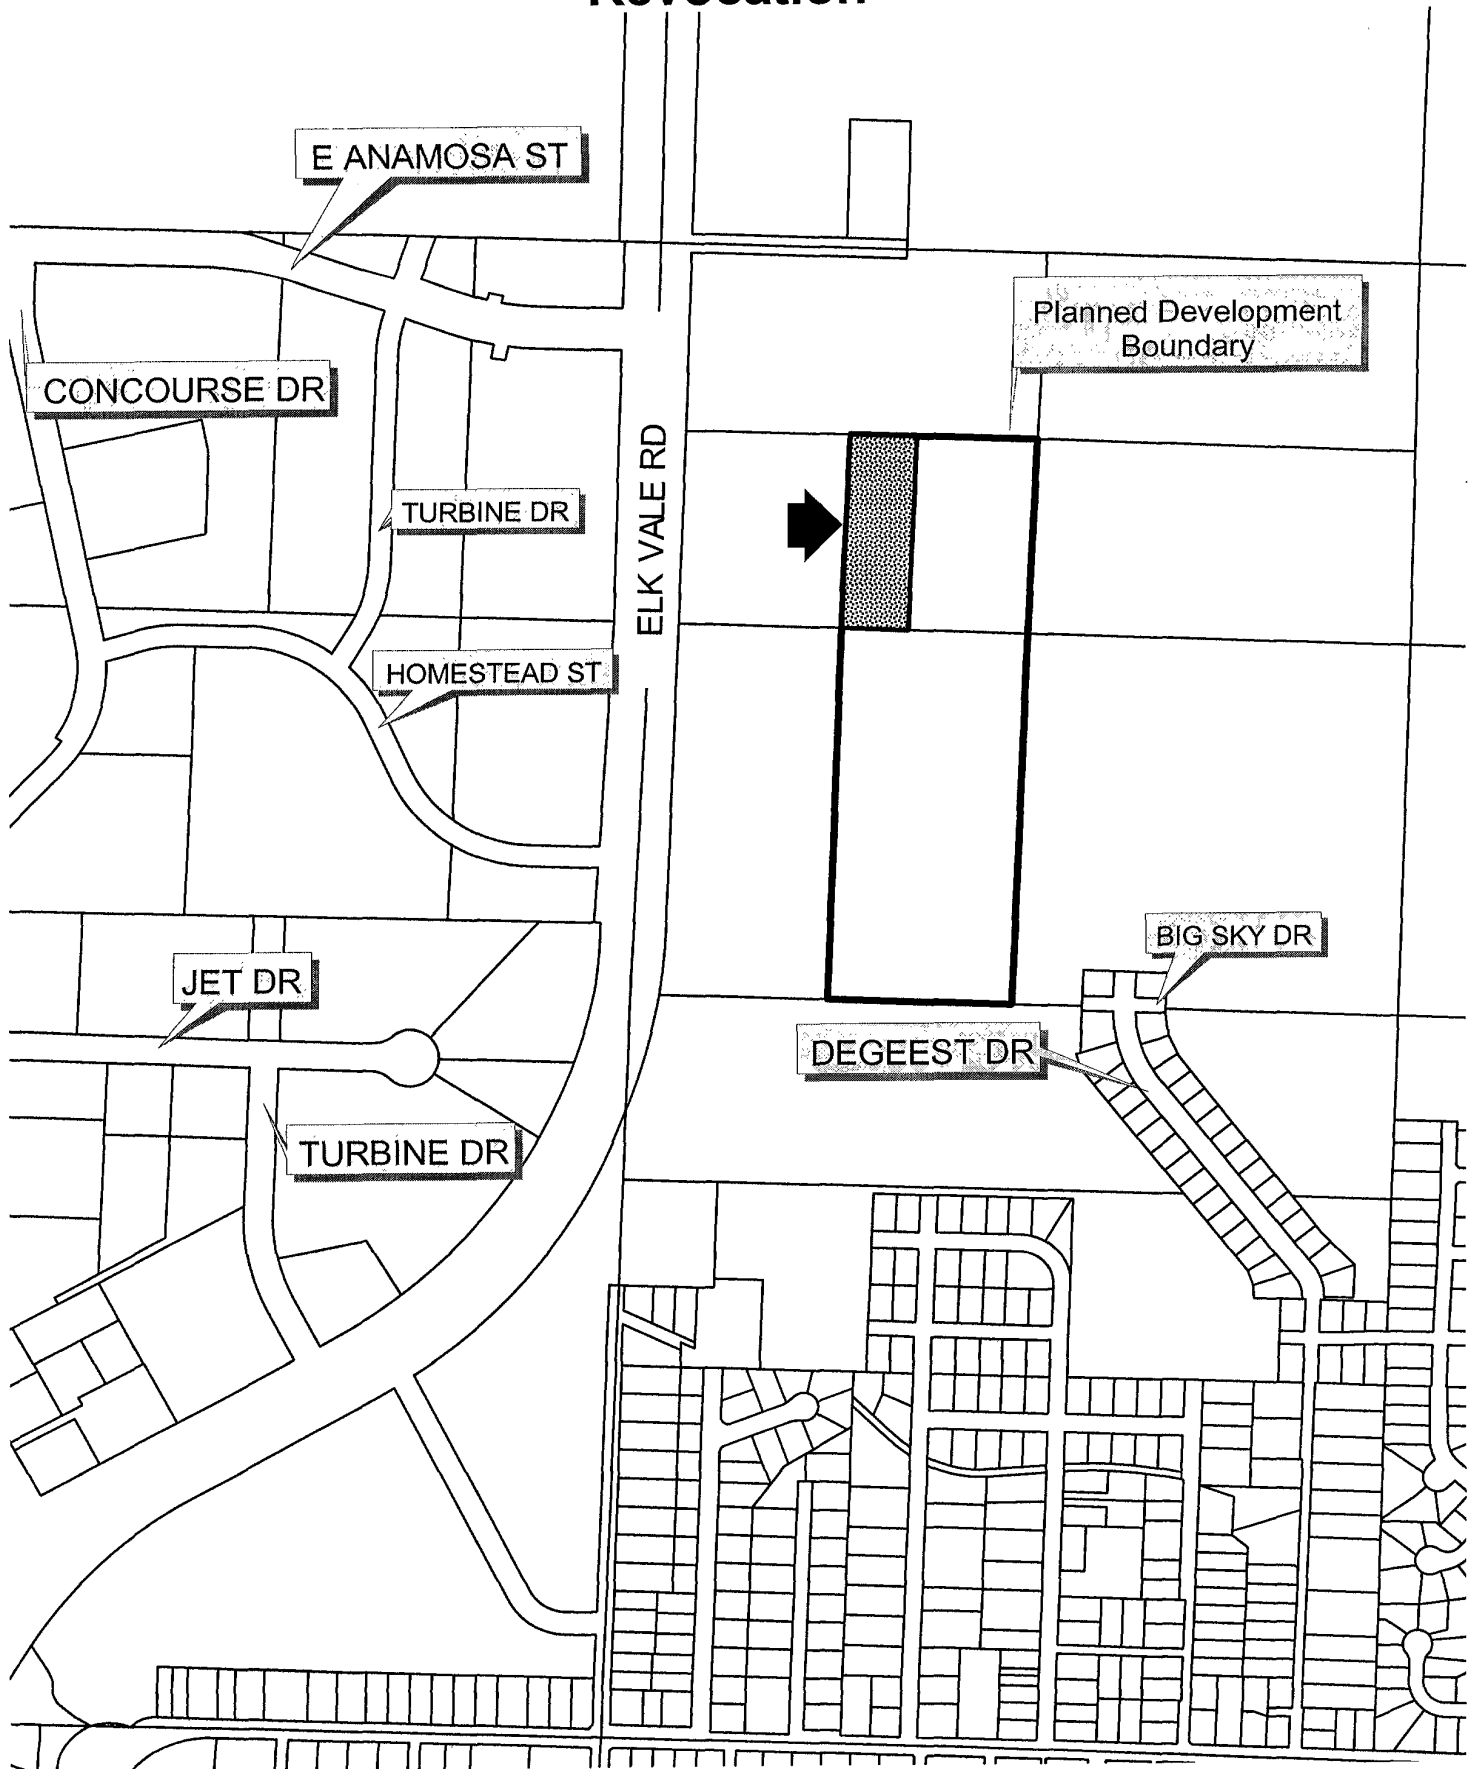 Revocation
E ANAMOSA ST
Planned Development
Boundary
CONCOURSE DR
ELK VALE RD
TURBINE DR
HOMESTEAD ST
BIG SKY DR
JET DR
DEGEEST DR
TURBINE DR